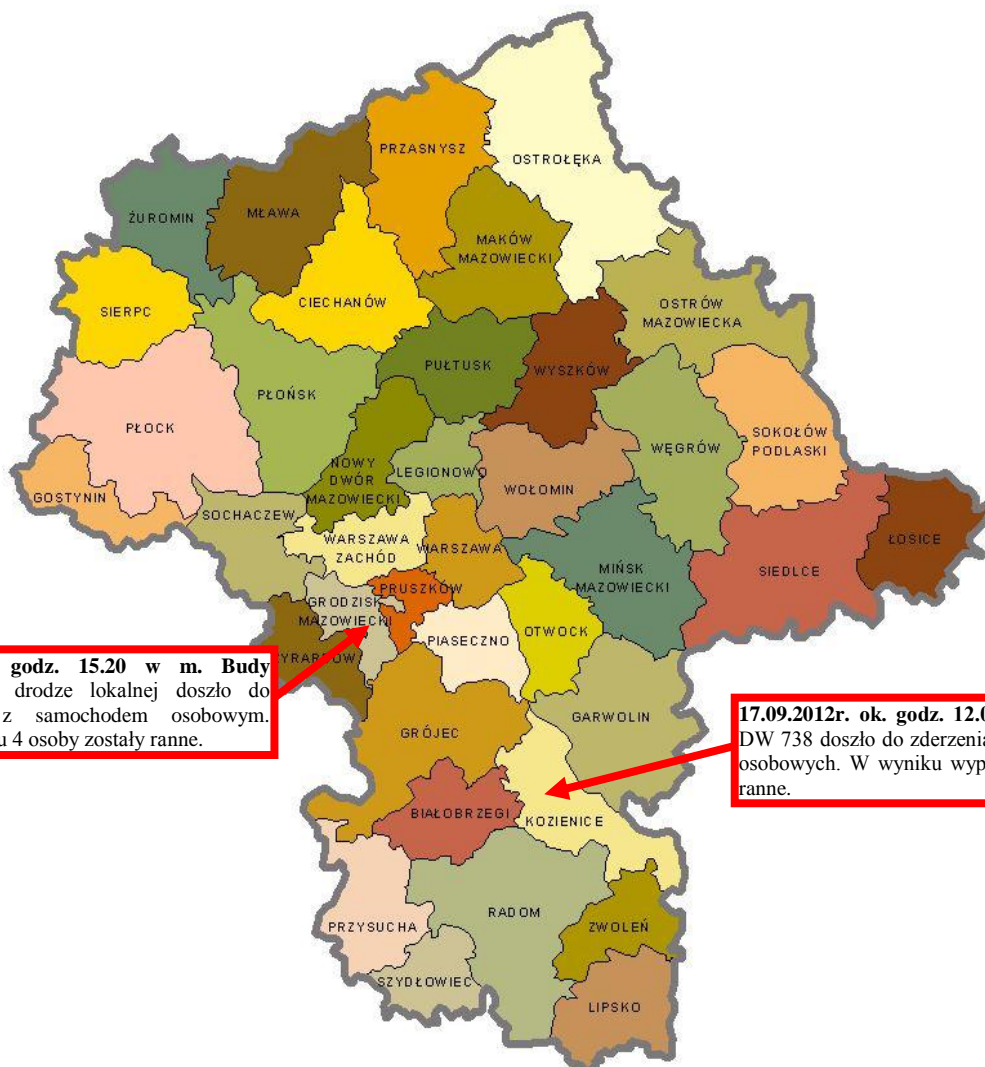 PRZASNYSZ
OSTROŁĘKA
ŻUROMIN
MŁAWA
MAKÓW
MAZOWIECKI
CIECHANÓW
SIERPC
OSTRÓW
MAZOWIECKA
PŁOŃSK
PUŁTUSK
WYSZKÓW
PŁOCK
WĘGRÓW
SOKOŁÓW
PODLASKI
NOWY
DWÓR
MAZOWIECKI
LEGIONOWO
WOŁOMIN
GOSTYNIN
SOCHACZEW
WARSZAWA
ZACHÓD
WARSZAWA
MIŃSK
MAZOWIECKI
SIEDLCE
ŁOSICE
PRUSZKÓW
GRODZISK
MAZOWIECKI
PIASECZNO
OTWOCK
YRARDÓW
godz. 15.20 w m. Budy
drodze lokalnej doszło do
z samochodem osobowym.
u 4 osoby zostały ranne.
GARWOLIN
GRÓJEC
17.09.2012r. ok. godz. 12.0
DW 738 doszło do zderzenia
osobowych. W wyniku wyp
ranne.
BIAŁOBRZEGI
KOZIENICE
RADOM
PRZYSUCHA
ZWOLEŃ
SZYDŁOWIEC
LIPSKO